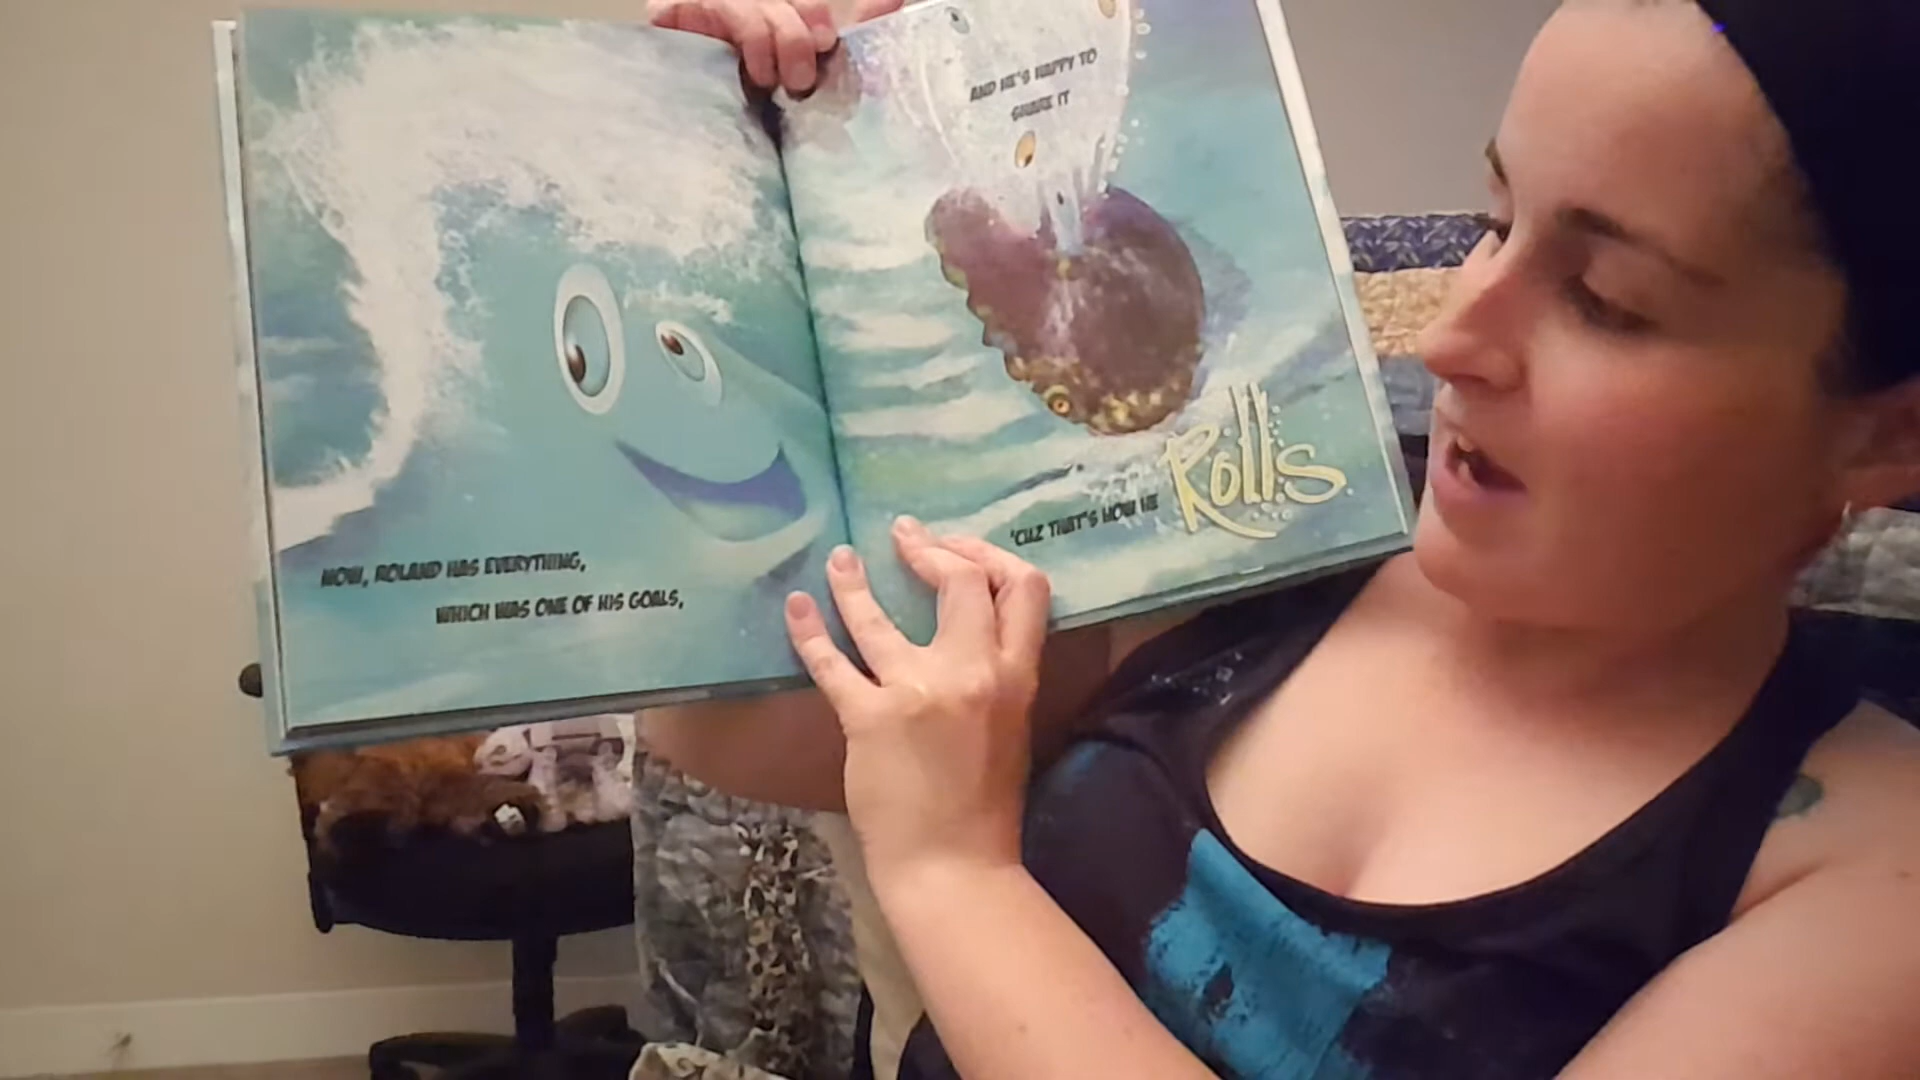 NOW, ROLAND HAS EVERYTHING,
WHICH WAS ONE OF HIS GOALS,
AND HE'S HAPPY TO
SHARE IT
'CUZ THAT'S HOW HE Rolls.